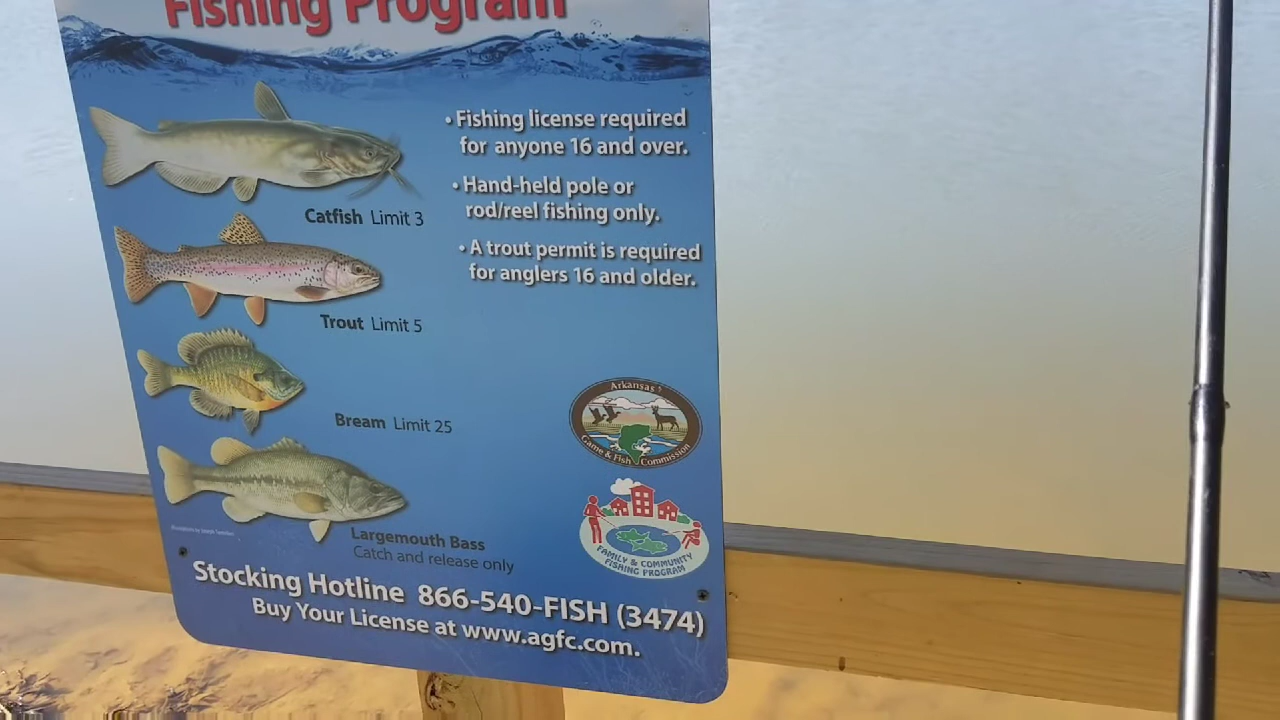 Fishing Program
• Fishing license required
for anyone 16 and over.
• Hand-held pole or
rod/reel fishing only.
• A trout permit is required
for anglers 16 and older.
Catfish Limit 3
Trout Limit 5
Bream Limit 25
Largemouth Bass
Catch and release only
Arkansas
Game & Fish Commission
FAMILY & COMMUNITY
FISHING PROGRAM
Stocking Hotline 866-540-FISH (3474)
Buy Your License at www.agfc.com.